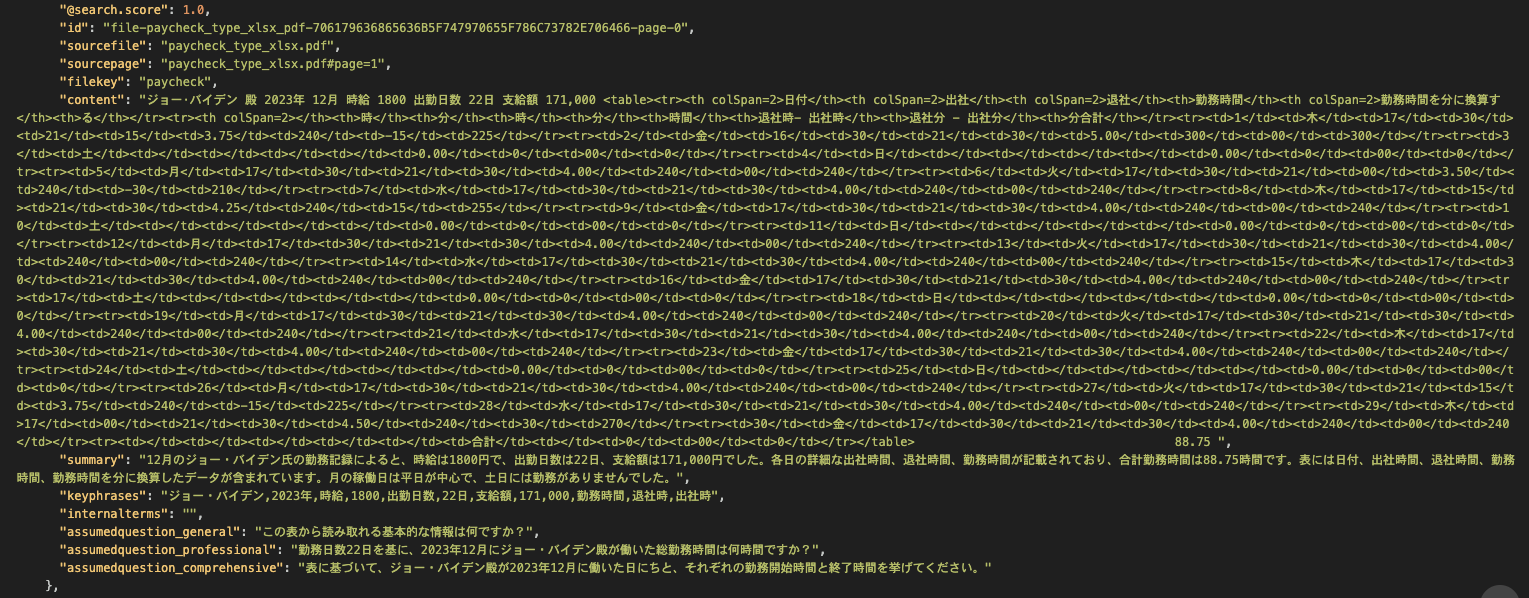 "@search.score": 1.0,
"id": "file-paycheck_type_xlsx_pdf-706179636865636B5F747970655F786C73782E706466-page-0",
"sourcefile": "paycheck_type_xlsx.pdf",
"sourcepage": "paycheck_type_xlsx.pdf#page=1",
"filekey": "paycheck",
"content": "ジョー・バイデン 殿 2023年 12月 時給 1800 出勤日数 22日 支給額 171,000 <table><tr><th colSpan=2>日付</th><th colSpan=2>出社</th><th colSpan=2>退社</th><th>勤務時間</th><th colSpan=2>勤務時間を分に換算す
</th><th>る</th></tr><tr><th colSpan=2></th><th>時</th><th>分</th><th>時</th><th>分</th><th>時間</th><th>退社時- 出社時</th><th>退社分 - 出社分</th><th>分合計</th></tr><tr><td>1</td><td>木</td><td>17</td><td>30</td>
<td>21</td><td>15</td><td>3.75</td><td>240</td><td>-15</td><td>225</td></tr><tr><td>2</td><td>金</td><td>16</td><td>30</td><td>21</td><td>30</td><td>5.00</td><td>300</td><td>00</td><td>300</td></tr><tr><td>3
</td><td>土</td><td></td><td></td><td></td><td></td><td>0.00</td><td>0</td><td>00</td><td>0</td></tr><tr><td>4</td><td>日</td><td></td><td></td><td></td><td></td><td>0.00</td><td>0</td><td>00</td><td>0</td></
tr><tr><td>5</td><td>月</td><td>17</td><td>30</td><td>21</td><td>30</td><td>4.00</td><td>240</td><td>00</td><td>240</td></tr><tr><td>6</td><td>火</td><td>17</td><td>30</td><td>21</td><td>00</td><td>3.50</td><
td>240</td><td>-30</td><td>210</td></tr><tr><td>7</td><td>水</td><td>17</td><td>30</td><td>21</td><td>30</td><td>4.00</td><td>240</td><td>00</td><td>240</td></tr><tr><td>8</td><td>木</td><td>17</td><td>15</td
><td>21</td><td>30</td><td>4.25</td><td>240</td><td>15</td><td>255</td></tr><tr><td>9</td><td>金</td><td>17</td><td>30</td><td>21</td><td>30</td><td>4.00</td><td>240</td><td>00</td><td>240</td></tr><tr><td>1
0</td><td>土</td><td></td><td></td><td></td><td></td><td>0.00</td><td>0</td><td>00</td><td>0</td></tr><tr><td>11</td><td>日</td><td></td><td></td><td></td><td></td><td>0.00</td><td>0</td><td>00</td><td>0</td>
</tr><tr><td>12</td><td>月</td><td>17</td><td>30</td><td>21</td><td>30</td><td>4.00</td><td>240</td><td>00</td><td>240</td></tr><tr><td>13</td><td>火</td><td>17</td><td>30</td><td>21</td><td>30</td><td>4.00</
td><td>240</td><td>00</td><td>240</td></tr><tr><td>14</td><td>水</td><td>17</td><td>30</td><td>21</td><td>30</td><td>4.00</td><td>240</td><td>00</td><td>240</td></tr><tr><td>15</td><td>木</td><td>17</td><td>3
0</td><td>21</td><td>30</td><td>4.00</td><td>240</td><td>00</td><td>240</td></tr><tr><td>16</td><td>金</td><td>17</td><td>30</td><td>21</td><td>30</td><td>4.00</td><td>240</td><td>00</td><td>240</td></tr><tr
><td>17</td><td>土</td><td></td><td></td><td></td><td></td><td>0.00</td><td>0</td><td>00</td><td>0</td></tr><tr><td>18</td><td>日</td><td></td><td></td><td></td><td></td><td>0.00</td><td>0</td><td>00</td><td>
0</td></tr><tr><td>19</td><td>月</td><td>17</td><td>30</td><td>21</td><td>30</td><td>4.00</td><td>240</td><td>00</td><td>240</td></tr><tr><td>20</td><td>火</td><td>17</td><td>30</td><td>21</td><td>30</td><td>
4.00</td><td>240</td><td>00</td><td>240</td></tr><tr><td>21</td><td>水</td><td>17</td><td>30</td><td>21</td><td>30</td><td>4.00</td><td>240</td><td>00</td><td>240</td></tr><tr><td>22</td><td>木</td><td>17</td
><td>30</td><td>21</td><td>30</td><td>4.00</td><td>240</td><td>00</td><td>240</td></tr><tr><td>23</td><td>金</td><td>17</td><td>30</td><td>21</td><td>30</td><td>4.00</td><td>240</td><td>00</td><td>240</td></
tr><tr><td>24</td><td>土</td><td></td><td></td><td></td><td></td><td>0.00</td><td>0</td><td>00</td><td>0</td></tr><tr><td>25</td><td>日</td><td></td><td></td><td></td><td></td><td>0.00</td><td>0</td><td>00</t
d><td>0</td></tr><tr><td>26</td><td>月</td><td>17</td><td>30</td><td>21</td><td>30</td><td>4.00</td><td>240</td><td>00</td><td>240</td></tr><tr><td>27</td><td>火</td><td>17</td><td>30</td><td>21</td><td>15</t
d><td>3.75</td><td>240</td><td>-15</td><td>225</td></tr><tr><td>28</td><td>水</td><td>17</td><td>30</td><td>21</td><td>30</td><td>4.00</td><td>240</td><td>00</td><td>240</td></tr><tr><td>29</td><td>木</td><td
>17</td><td>00</td><td>21</td><td>30</td><td>4.50</td><td>240</td><td>30</td><td>270</td></tr><tr><td>30</td><td>金</td><td>17</td><td>30</td><td>21</td><td>30</td><td>4.00</td><td>240</td><td>00</td><td>240
</td></tr><tr><td></td><td></td><td></td><td></td><td></td><td>合計</td><td></td><td>0</td><td>00</td><td>0</td></tr></table> 88.75 ",
"summary": "12月のジョー・バイデン氏の勤務記録によると、時給は1800円で、出勤日数は22日、支給額は171,000円でした。各日の詳細な出社時間、退社時間、勤務時間が記載されており、合計勤務時間は88.75時間です。表には日付、出社時間、退社時間、勤務
時間、勤務時間を分に換算したデータが含まれています。月の稼働日は平日が中心で、土日には勤務がありませんでした。",
"keyphrases": "ジョー・バイデン,2023年,時給,1800,出勤日数,22日,支給額,171,000,勤務時間,退社時,出社時",
"internalterms": "",
"assumedquestion_general": "この表から読み取れる基本的な情報は何ですか？",
"assumedquestion_professional": "勤務日数22日を基に、2023年12月にジョー・バイデン殿が働いた総勤務時間は何時間ですか？",
"assumedquestion_comprehensive": "表に基づいて、ジョー・バイデン殿が2023年12月に働いた日にちと、それぞれの勤務開始時間と終了時間を挙げてください。"
},